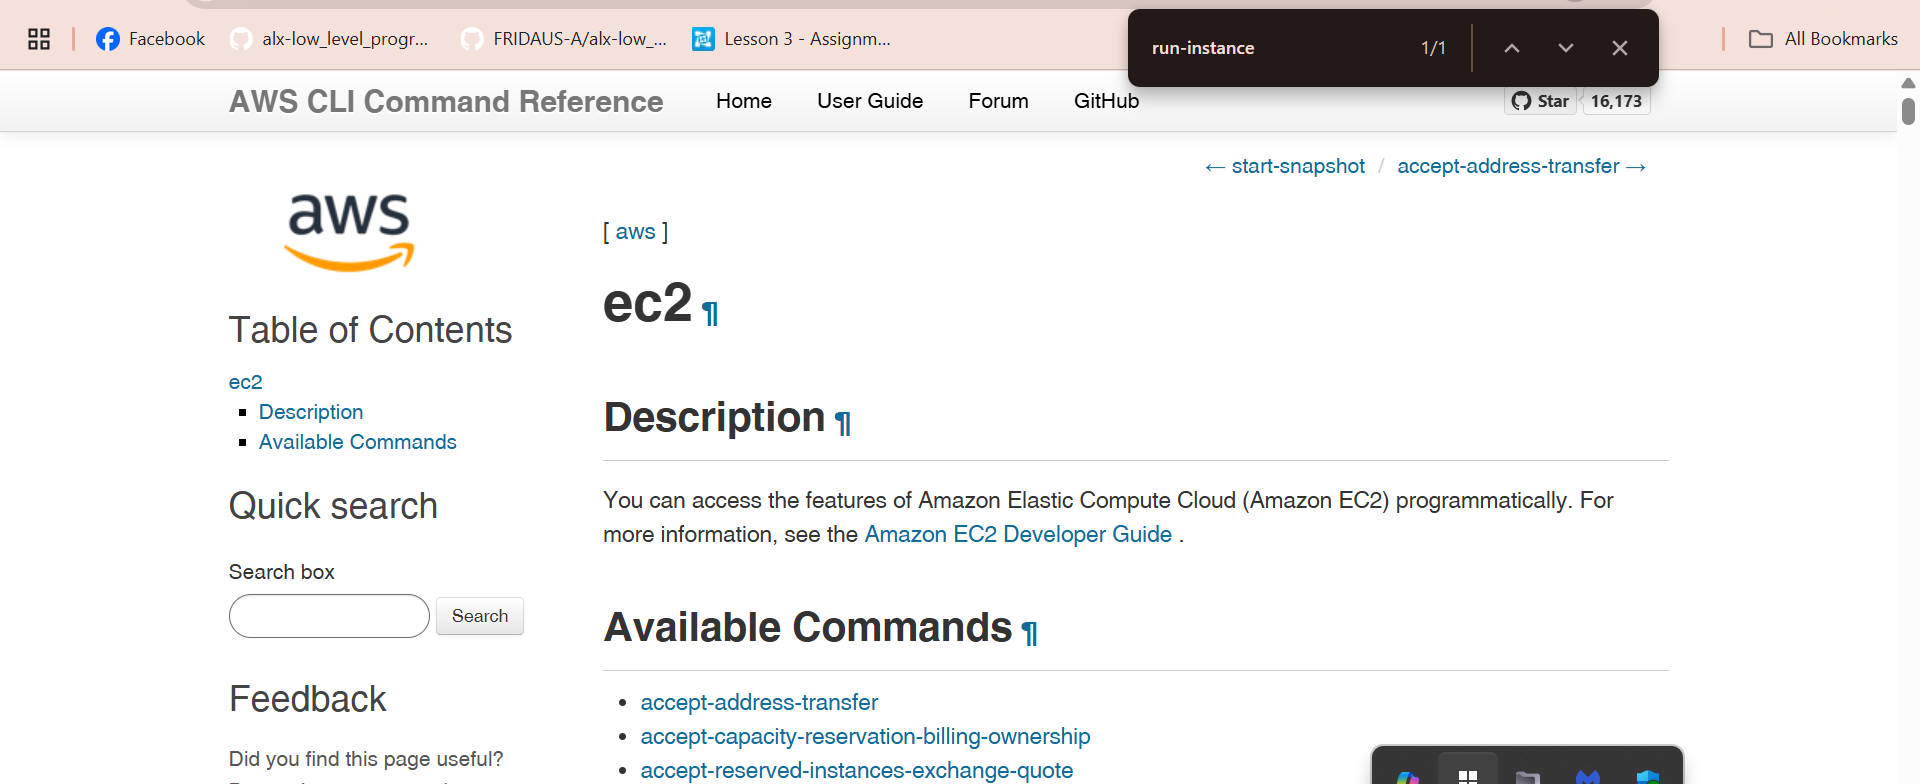 Facebook
alx-low_level_progr...
FRIDAUS-A/alx-low_...
Lesson 3 - Assignm...
run-instance
1/1
All Bookmarks
AWS CLI Command Reference
Home
User Guide
Forum
GitHub
Star
16,173
← start-snapshot / accept-address-transfer →
aws
Table of Contents
ec2
Description
Available Commands
Quick search
Search box
Search
Feedback
Did you find this page useful?
[ aws ]
ec2 ¶
Description ¶
You can access the features of Amazon Elastic Compute Cloud (Amazon EC2) programmatically. For
more information, see the Amazon EC2 Developer Guide .
Available Commands ¶
accept-address-transfer
accept-capacity-reservation-billing-ownership
accept-reserved-instances-exchange-quote